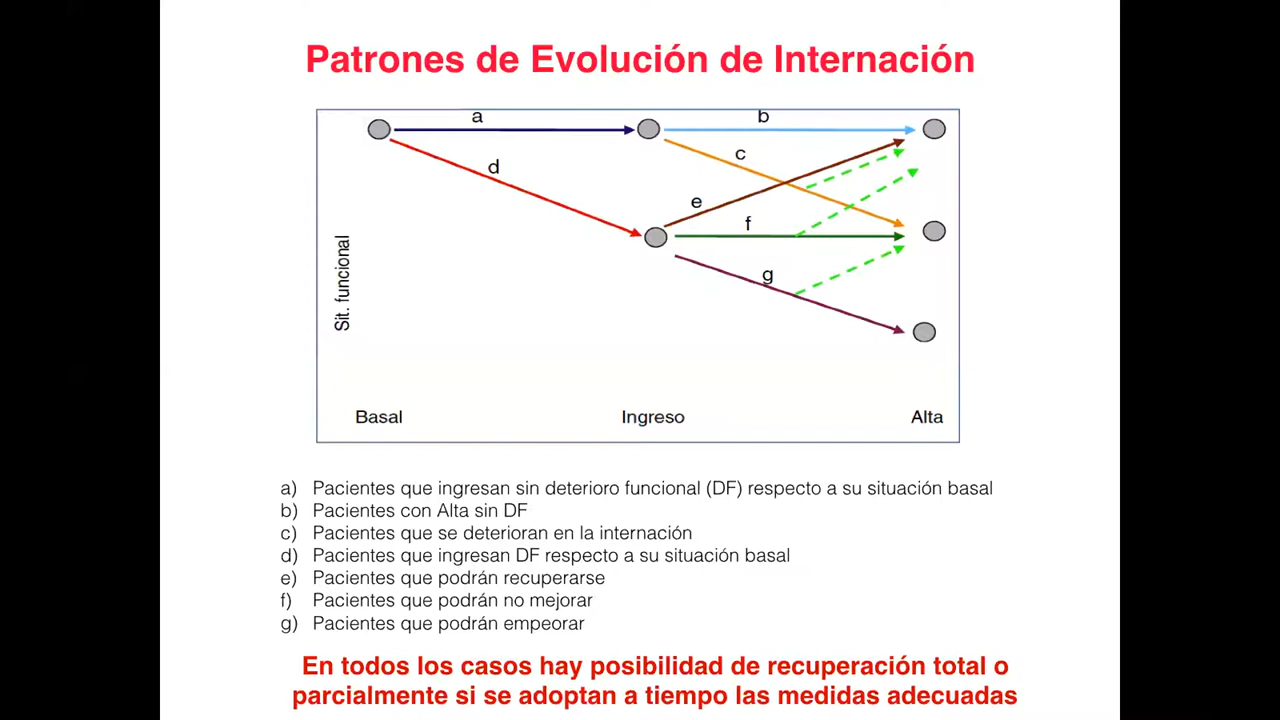 Patrones de Evolución de Internación
a
b
c
d
e
f
g
Sit. funcional
Basal
Ingreso
Alta
a) Pacientes que ingresan sin deterioro funcional (DF) respecto a su situación basal
b) Pacientes con Alta sin DF
c) Pacientes que se deterioran en la internación
d) Pacientes que ingresan DF respecto a su situación basal
e) Pacientes que podrán recuperarse
f) Pacientes que podrán no mejorar
g) Pacientes que podrán empeorar
En todos los casos hay posibilidad de recuperación total o
parcialmente si se adoptan a tiempo las medidas adecuadas